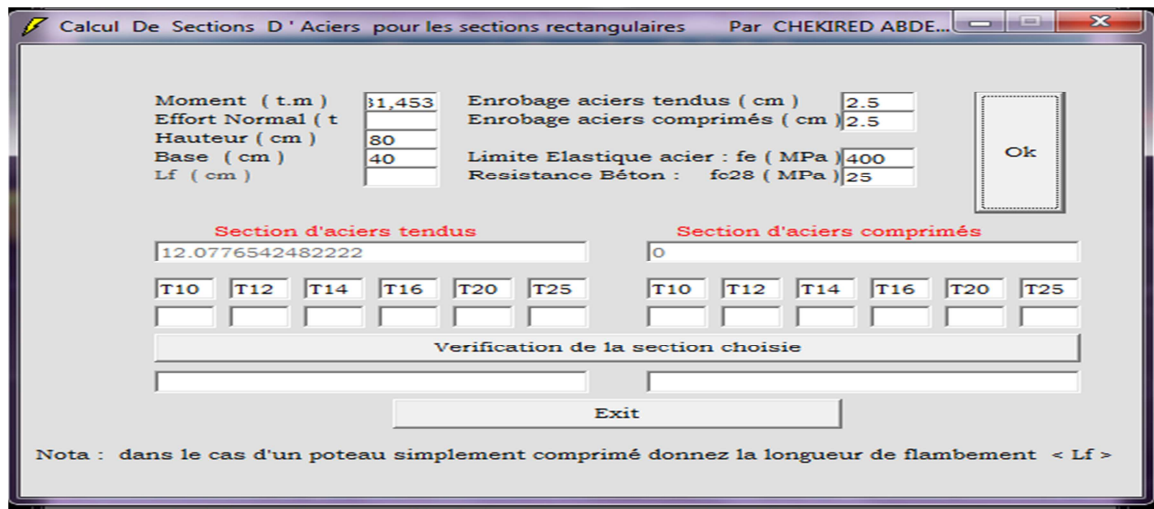 Calcul De Sections D ' Aciers pour les sections rectangulaires Par CHEKIRED ABDE...
Moment ( t.m ) 31,453 Enrobage aciers tendus ( cm ) 2.5
Effort Normal ( t Enrobage aciers comprimés ( cm ) 2.5
Hauteur ( cm ) 80
Base ( cm ) 40 Limite Elastique acier : fe ( MPa ) 400
Lf ( cm ) Resistance Béton : fc28 ( MPa ) 25
Ok
Section d'aciers tendus Section d'aciers comprimés
12.0776542482222 0
T10 T12 T14 T16 T20 T25 T10 T12 T14 T16 T20 T25
Verification de la section choisie
Exit
Nota : dans le cas d'un poteau simplement comprimé donnez la longueur de flambement < Lf >